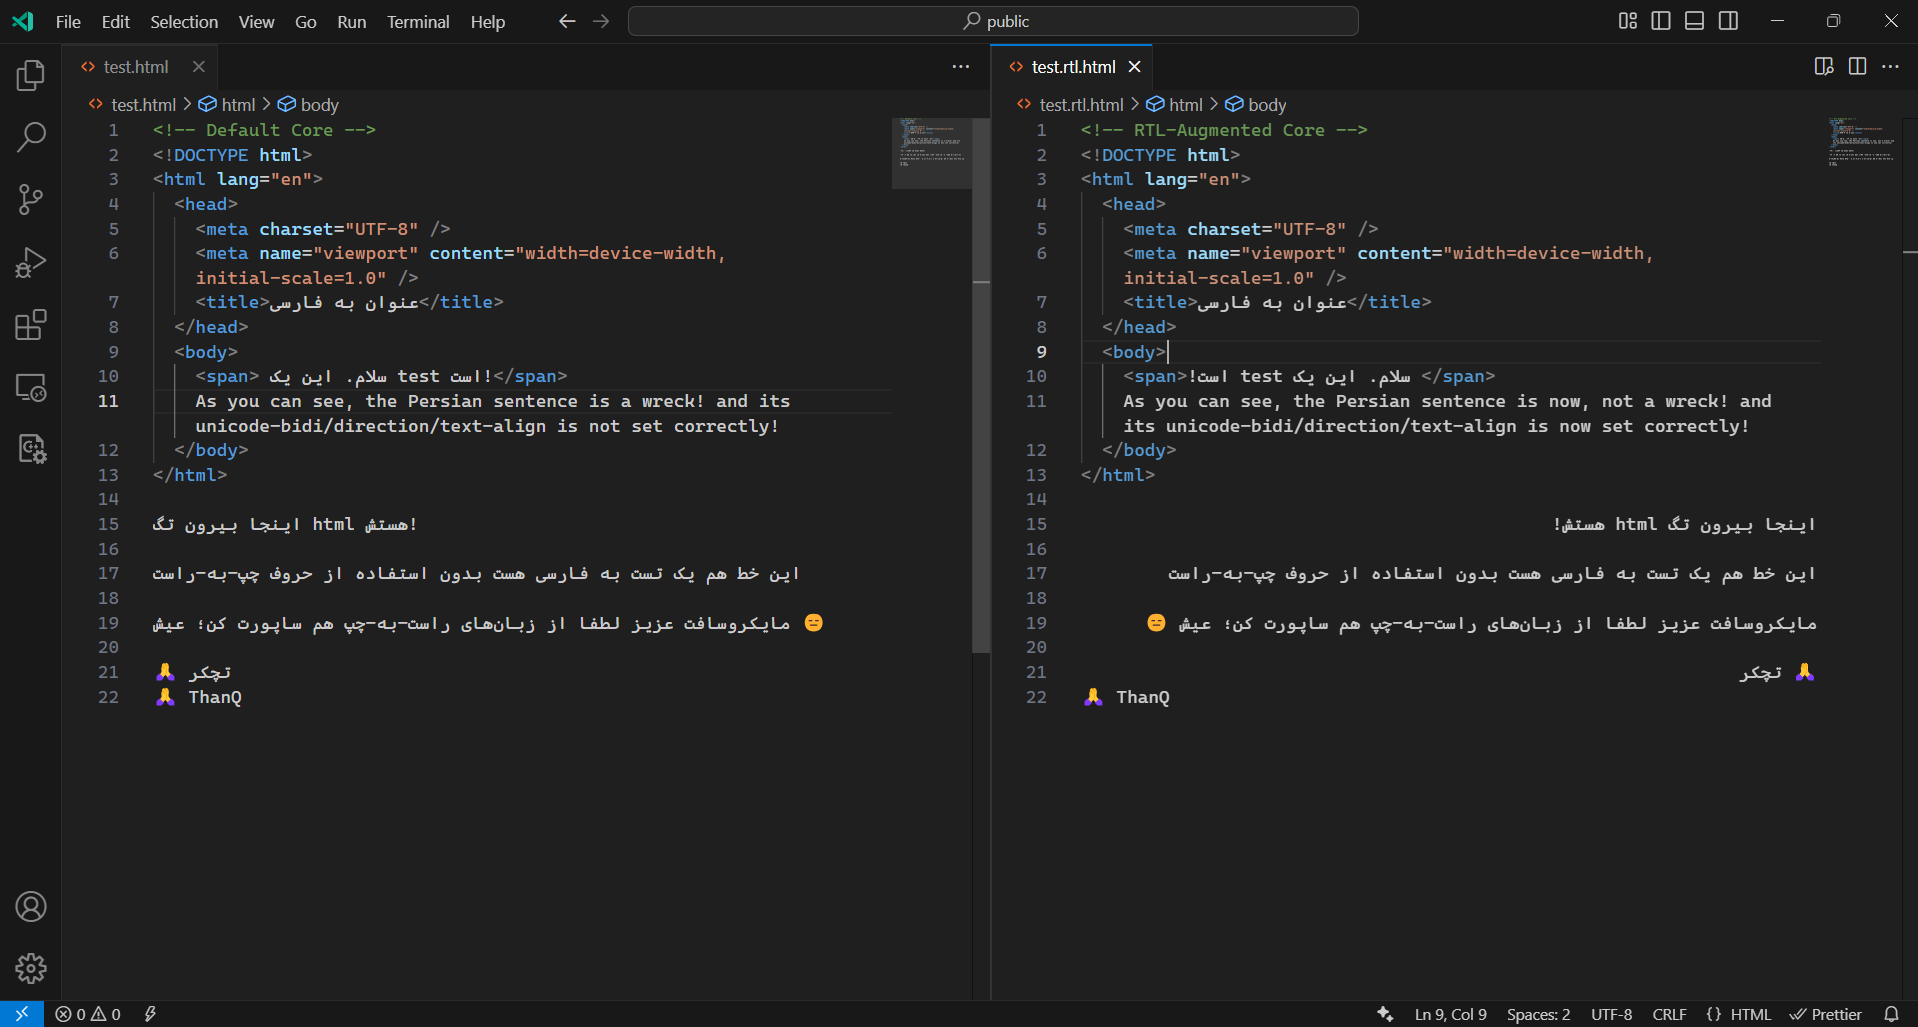 File Edit Selection View Go Run Terminal Help
public
test.html
test.html > html > body
1 <!-- Default Core -->
2 <!DOCTYPE html>
3 <html lang="en">
4 <head>
5 <meta charset="UTF-8" />
6 <meta name="viewport" content="width=device-width,
initial-scale=1.0" />
7 <title>عنوان به فارسی</title>
8 </head>
9 <body>
10 <span> سلام. این یک test است!</span>
11 As you can see, the Persian sentence is a wreck! and its
unicode-bidi/direction/text-align is not set correctly!
12 </body>
13 </html>
14
15 اینجا بیرون تگ html هستش!
16
17 این خط هم یک تست به فارسی هست بدون استفاده از حروف چپ-به-راست
18
19 مایکروسافت عزیز لطفا از زبان‌های راست-به-چپ هم ساپورت کن؛ عیش 😑
20
21 🙏 تچکر
22 🙏 ThanQ
test.rtl.html
test.rtl.html > html > body
1 <!-- RTL-Augmented Core -->
2 <!DOCTYPE html>
3 <html lang="en">
4 <head>
5 <meta charset="UTF-8" />
6 <meta name="viewport" content="width=device-width,
initial-scale=1.0" />
7 <title>عنوان به فارسی</title>
8 </head>
9 <body>
10 <span> سلام. این یک test است!</span>
11 As you can see, the Persian sentence is now, not a wreck! and
its unicode-bidi/direction/text-align is now set correctly!
12 </body>
13 </html>
14
15 اینجا بیرون تگ html هستش!
16
17 این خط هم یک تست به فارسی هست بدون استفاده از حروف چپ-به-راست
18
19 مایکروسافت عزیز لطفا از زبان‌های راست-به-چپ هم ساپورت کن؛ عیش 😑
20
21 🙏 تچکر
22 🙏 ThanQ
0 0 Ln 9, Col 9 Spaces: 2 UTF-8 CRLF {} HTML Prettier